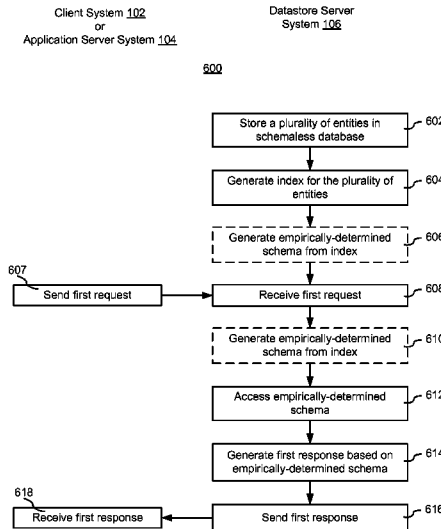 Client System 102
or
Application Server System 104
Datastore Server
System 106
600
Store a plurality of entities in
schemaless database
602
Generate index for the plurality of
entities
604
Generate empirically-determined
schema from index
606
607
Send first request
Receive first request
608
Generate empirically-determined
schema from index
610
Access empirically-determined
schema
612
Generate first response based on
empirically-determined schema
614
618
Receive first response
Send first response
616